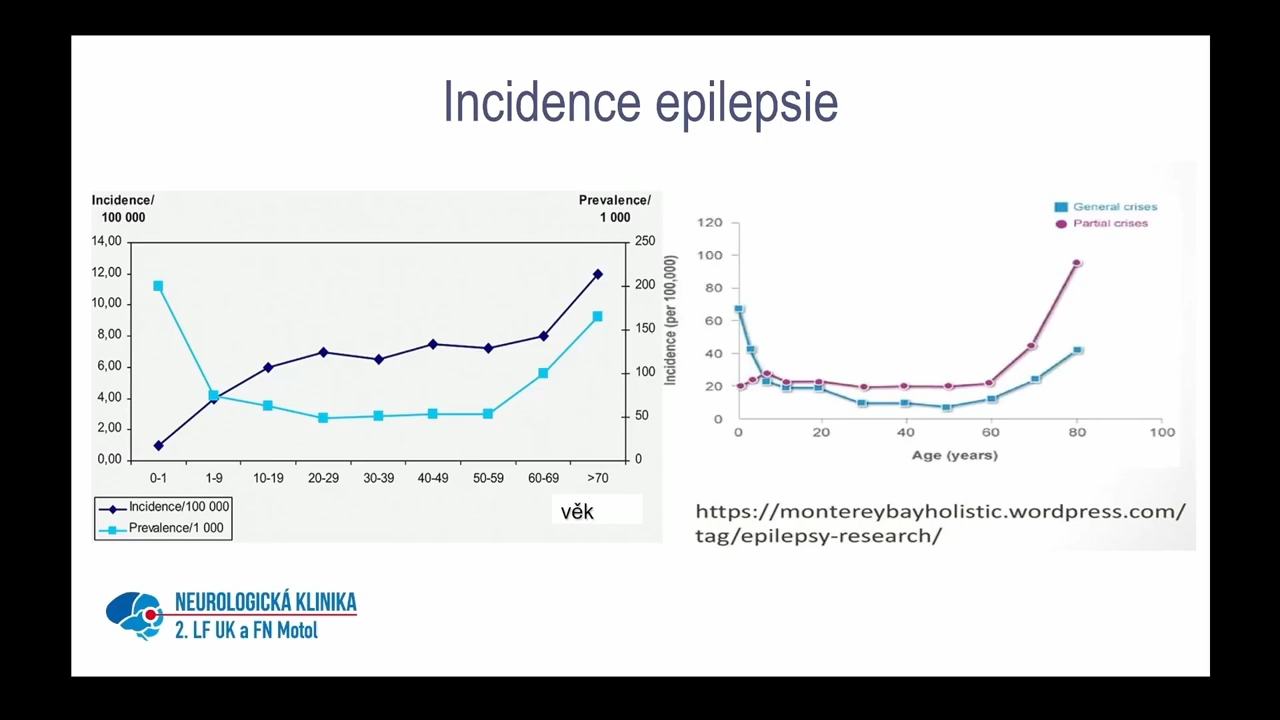 Incidence epilepsie
Incidence/
100 000
Prevalence/
1 000
14,00
12,00
10,00
8,00
6,00
4,00
2,00
0,00
250
200
150
100
50
0
0-1 1-9 10-19 20-29 30-39 40-49 50-59 60-69 >70
věk
Incidence/100 000
Prevalence/1 000
General crises
Partial crises
Incidence (per 100,000)
120
100
80
60
40
20
0
0 20 40 60 80 100
Age (years)
https://montereybayholistic.wordpress.com/
tag/epilepsy-research/
NEUROLOGICKÁ KLINIKA
2. LF UK a FN Motol